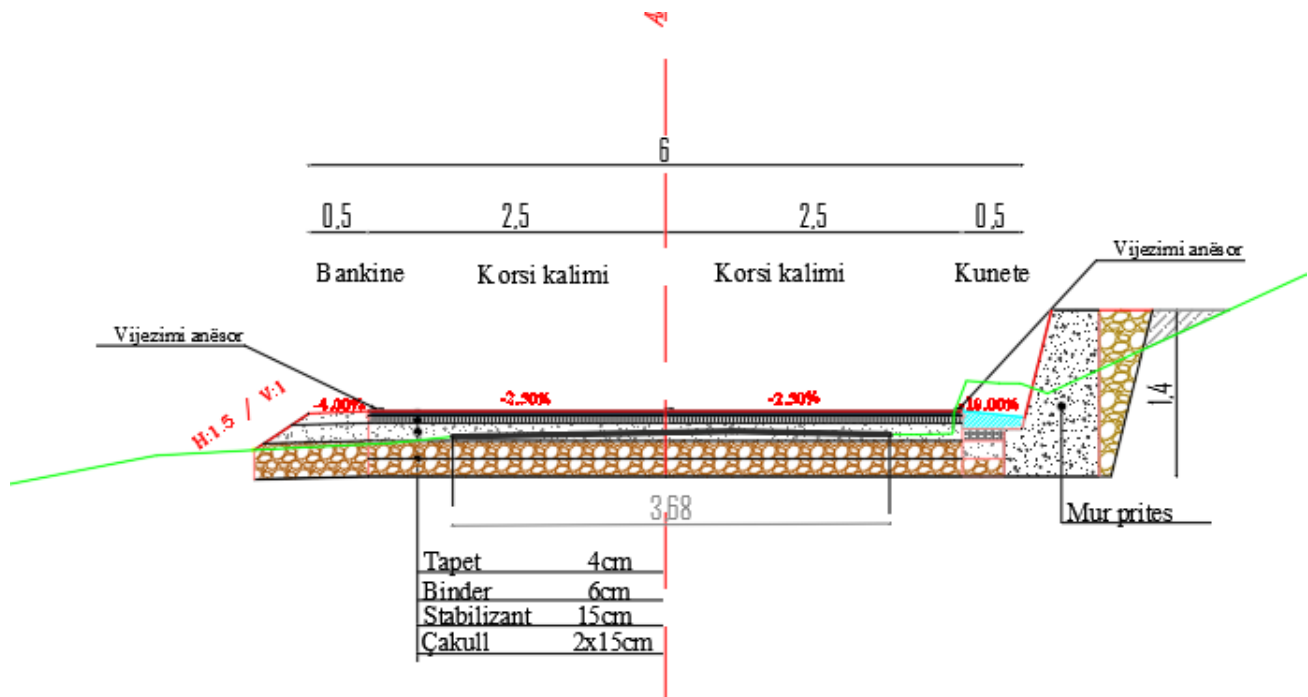 6
0,5 2,5 2,5 0,5
Bankine Korsi kalimi Korsi kalimi Kunete
Vijezimi anësor
Vijezimi anësor
H:1.5 / V:1
-4.00% -2.50% -2.50% 10.00%
1,4
3,68
Mur prites
Tapet 4cm
Binder 6cm
Stabilizant 15cm
Çakull 2x15cm